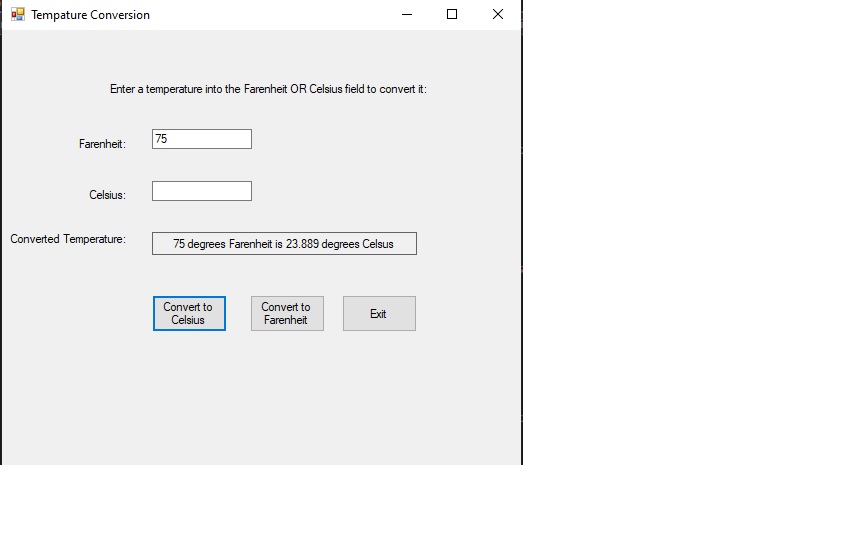 Tempature Conversion
Enter a temperature into the Farenheit OR Celsius field to convert it:
Farenheit:
75
Celsius:
Converted Temperature:
75 degrees Farenheit is 23.889 degrees Celsus
Convert to
Celsius
Convert to
Farenheit
Exit